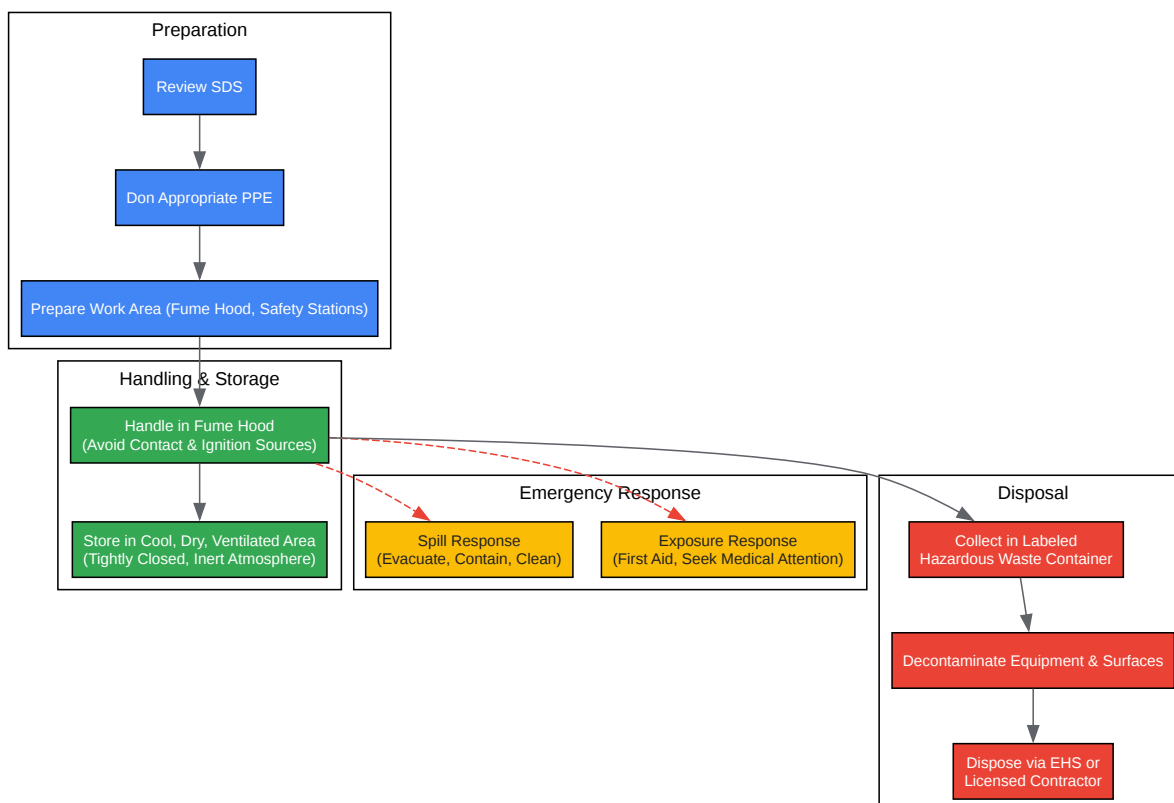 Preparation
Review SDS
Don Appropriate PPE
Prepare Work Area (Fume Hood, Safety Stations)
Handling & Storage
Handle in Fume Hood
(Avoid Contact & Ignition Sources)
Store in Cool, Dry, Ventilated Area
(Tightly Closed, Inert Atmosphere)
Emergency Response
Spill Response
(Evacuate, Contain, Clean)
Exposure Response
(First Aid, Seek Medical Attention)
Disposal
Collect in Labeled
Hazardous Waste Container
Decontaminate Equipment & Surfaces
Dispose via EHS or
Licensed Contractor